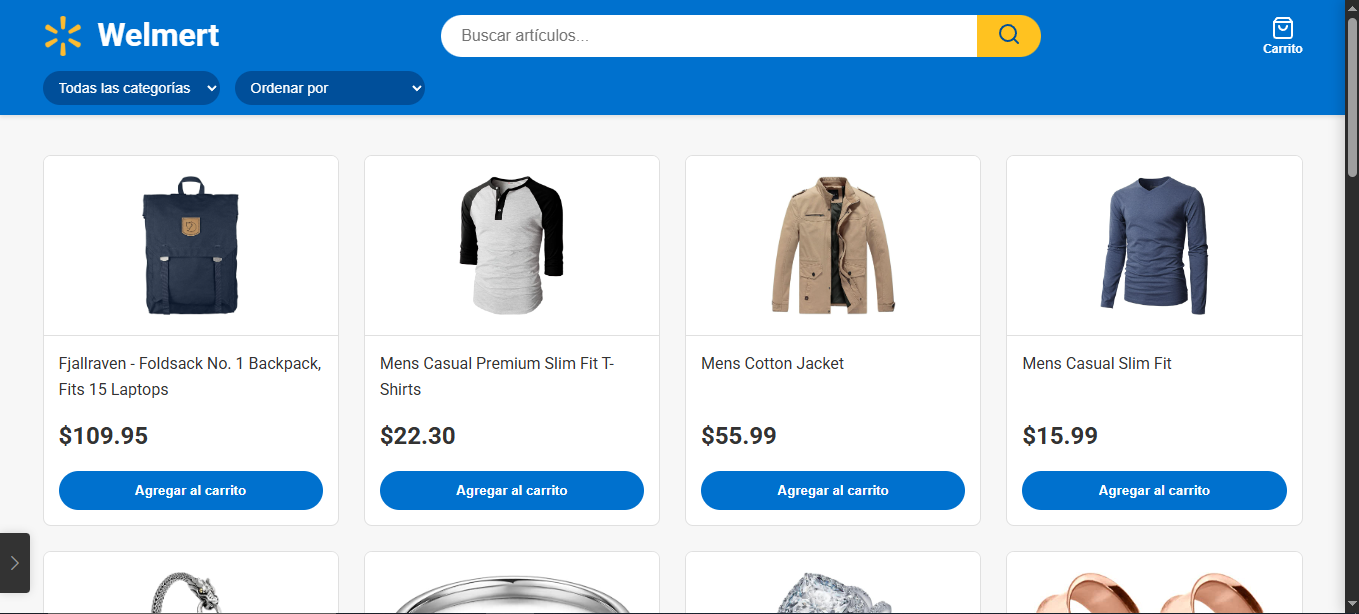 Welmert
Buscar artículos...
Carrito
Todas las categorías
Ordenar por
Fjallraven - Foldsack No. 1 Backpack,
Fits 15 Laptops
$109.95
Agregar al carrito
Mens Casual Premium Slim Fit T-
Shirts
$22.30
Agregar al carrito
Mens Cotton Jacket
$55.99
Agregar al carrito
Mens Casual Slim Fit
$15.99
Agregar al carrito